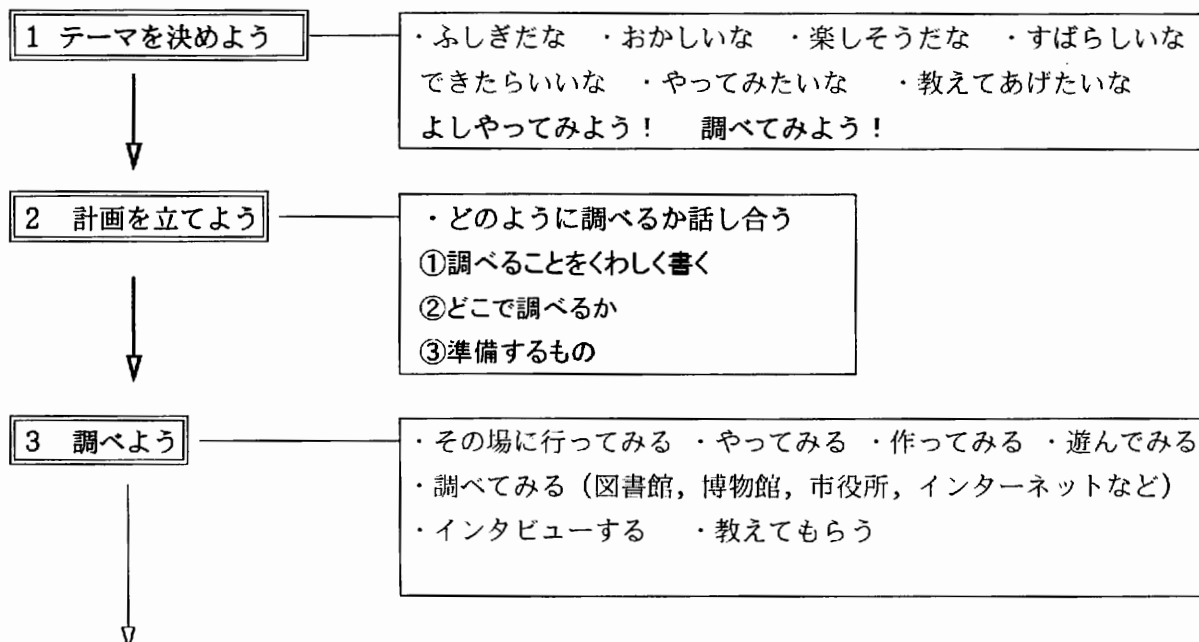 1 テーマを決めよう
・ふしぎだな ・おかしいな ・楽しそうだな ・すばらしいな
できたらいいな ・やってみたいな ・教えてあげたいな
よしやってみよう！ 調べてみよう！
2 計画を立てよう
・どのように調べるか話し合う
①調べることをくわしく書く
②どこで調べるか
③準備するもの
3 調べよう
・その場に行ってみる ・やってみる ・作ってみる ・遊んでみる
・調べてみる（図書館，博物館，市役所，インターネットなど）
・インタビューする ・教えてもらう